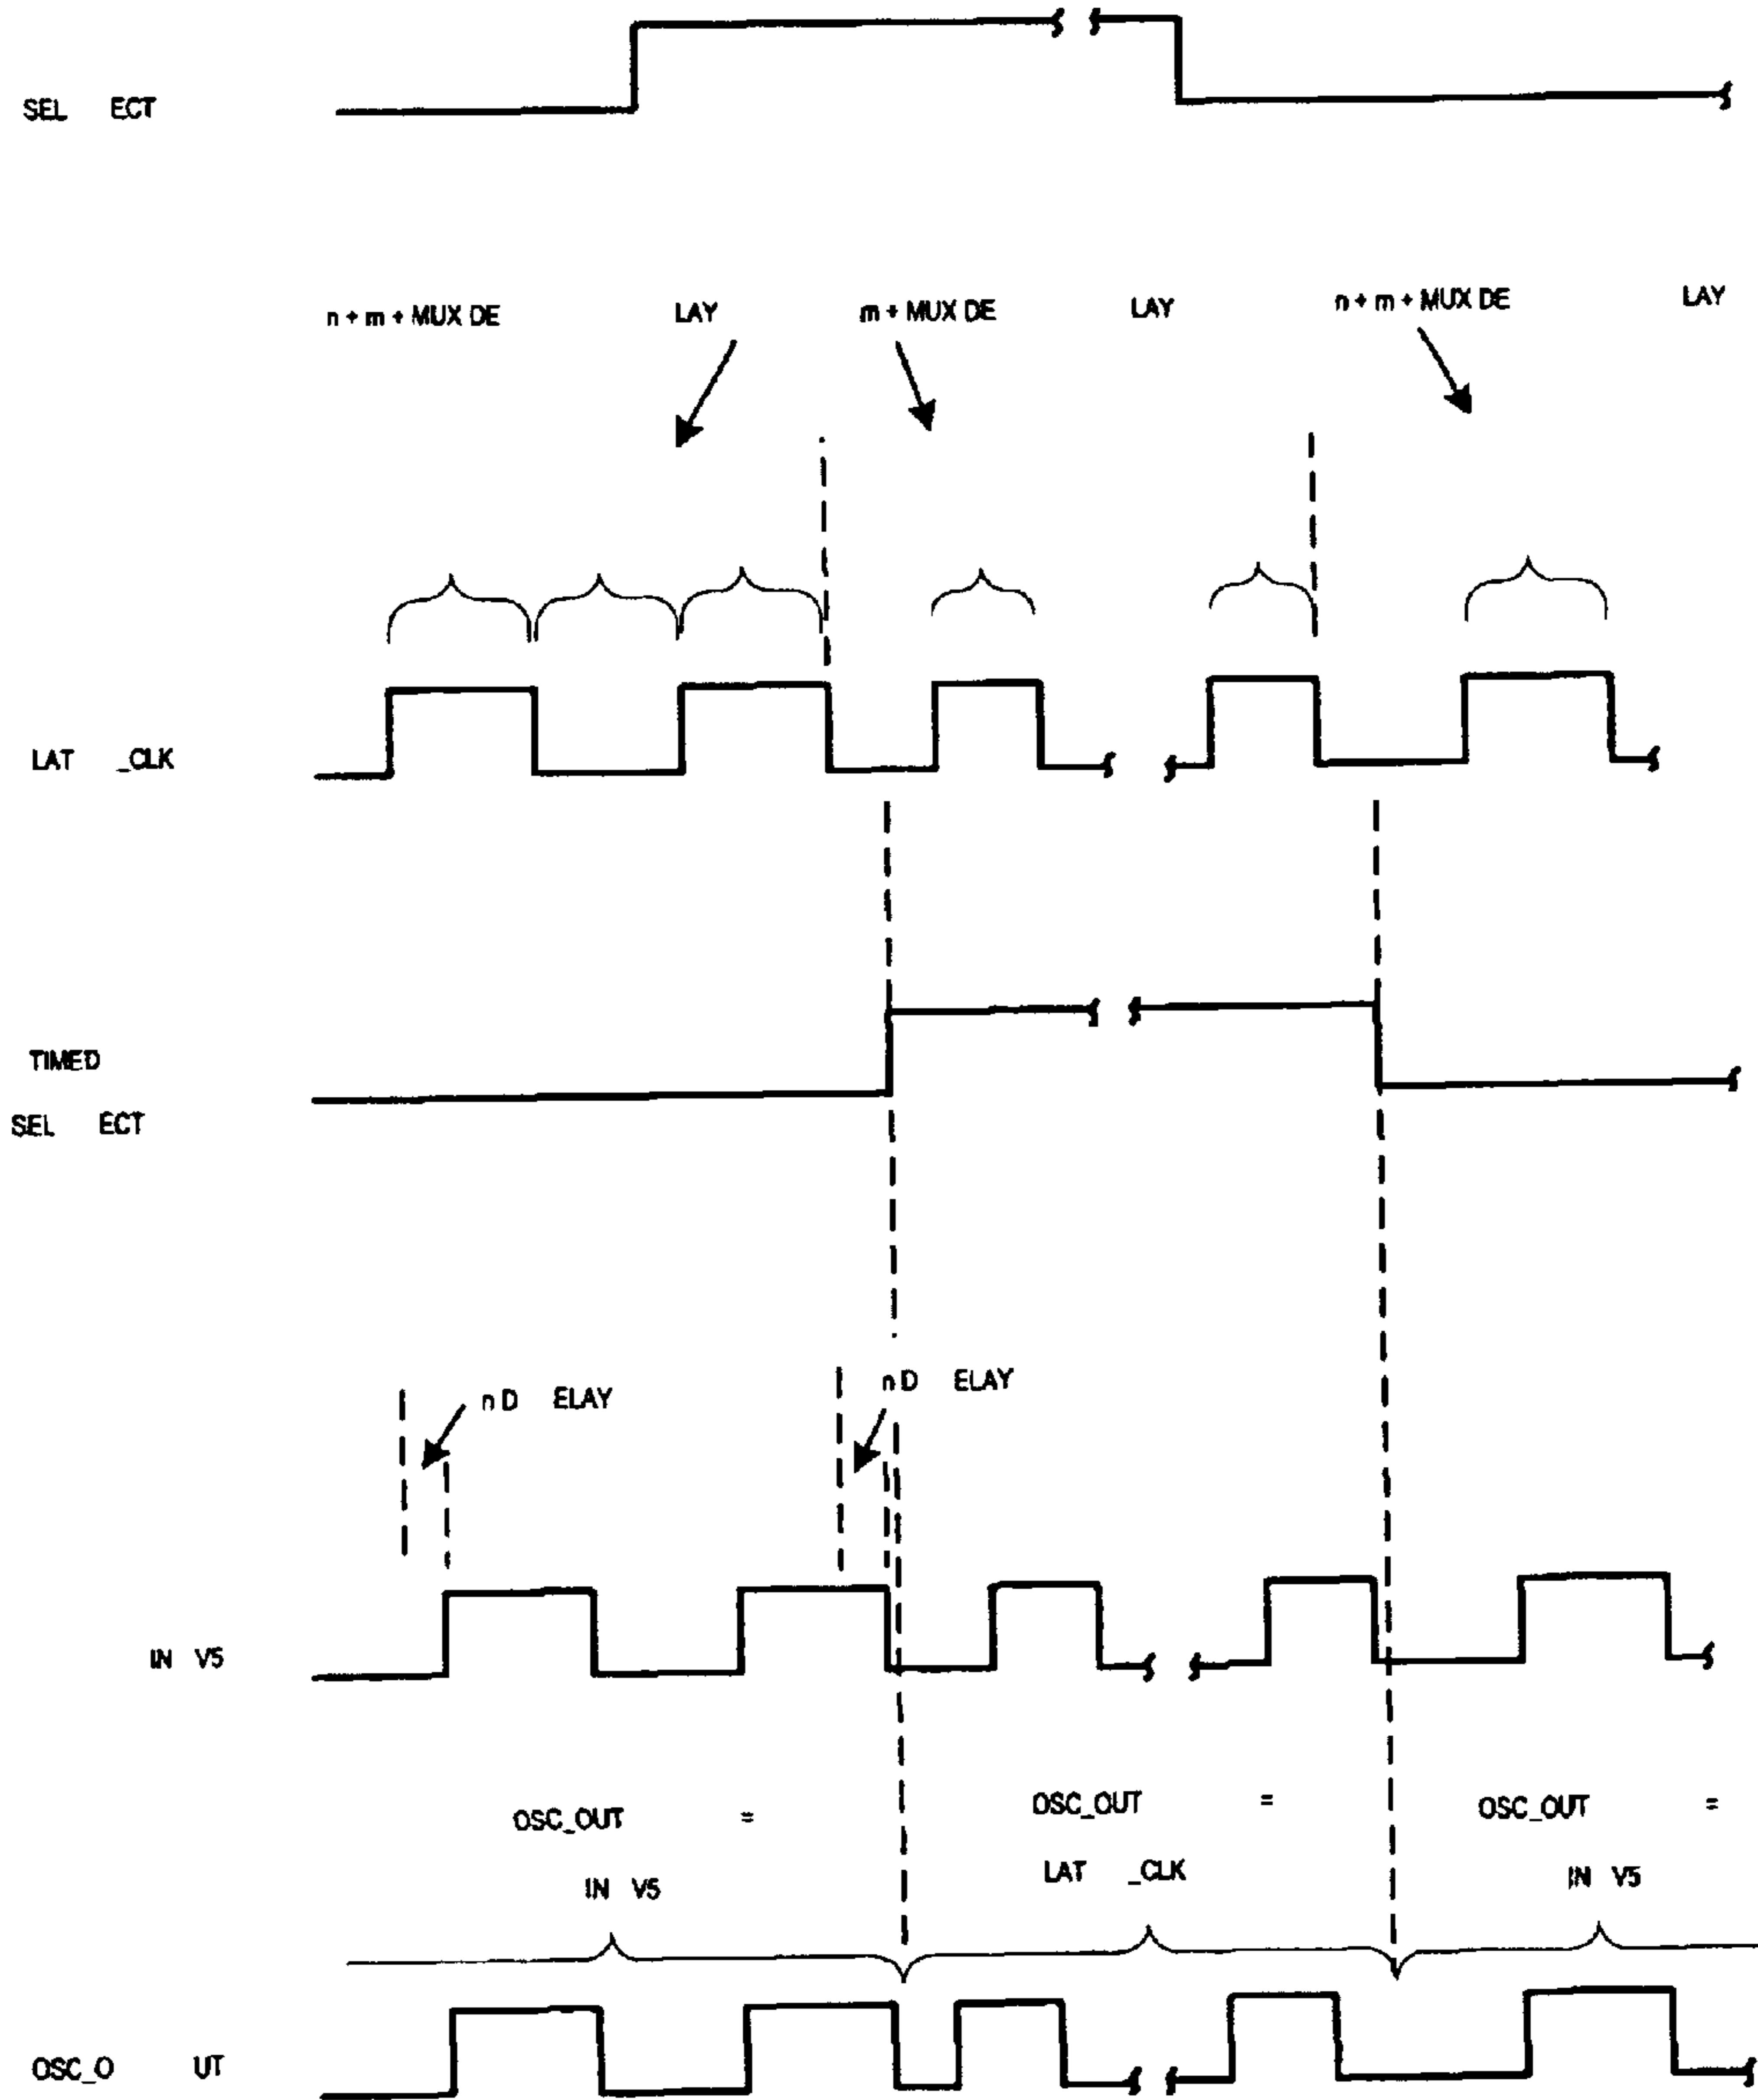 SEL ECT
n + m + MUX DE LAY m + MUX DE LAY n + m + MUX DE LAY
LAT _CLK
TIMED
SEL ECT
n D ELAY n D ELAY
IN V5
OSC_OUT = OSC_OUT = OSC_OUT =
IN V5 LAT _CLK IN V5
OSC_O UT